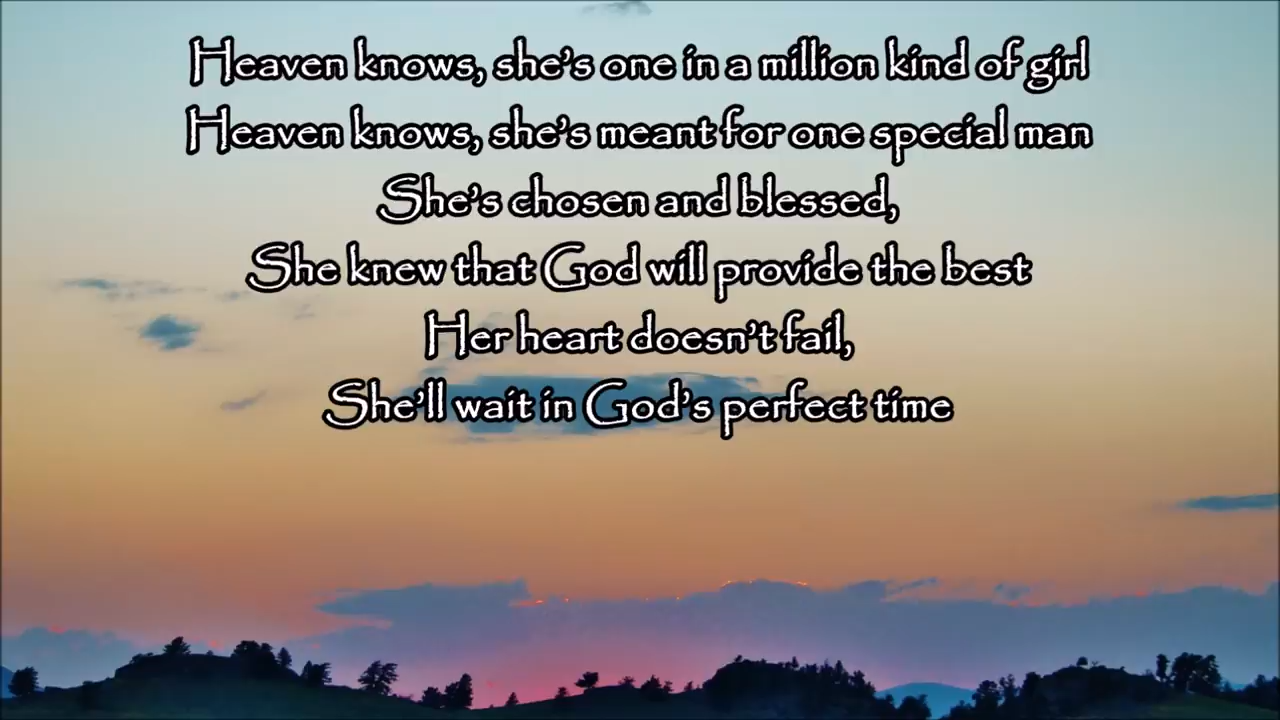 Heaven knows, she's one in a million kind of girl
Heaven knows, she's meant for one special man
She's chosen and blessed,
She knew that God will provide the best
Her heart doesn't fail,
She'll wait in God's perfect time